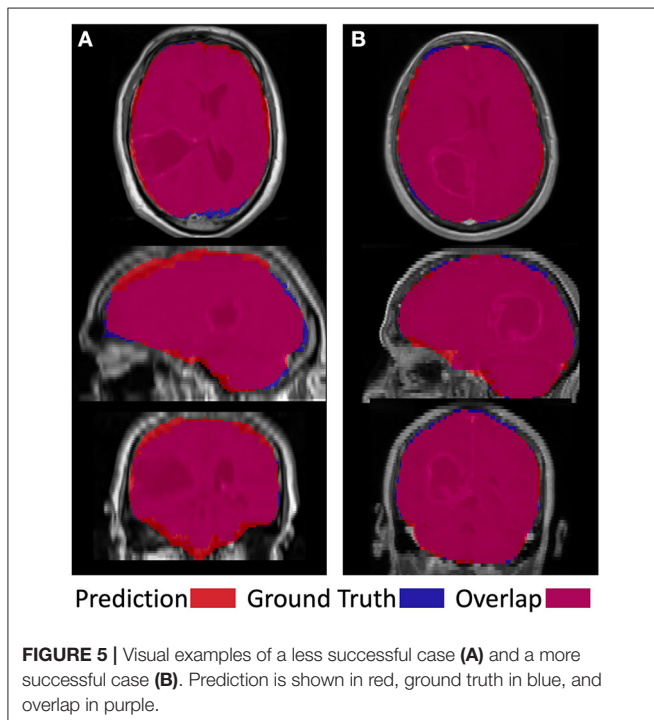 A
B
Prediction Ground Truth Overlap
FIGURE 5 | Visual examples of a less successful case (A) and a more
successful case (B). Prediction is shown in red, ground truth in blue, and
overlap in purple.